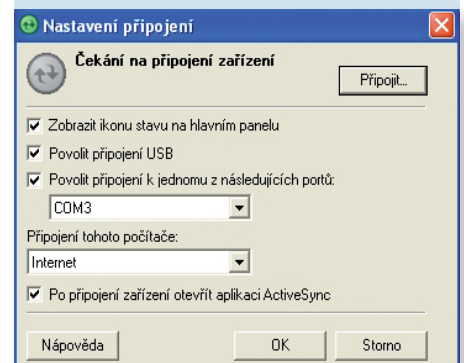 Nastavení připojení
Čekání na připojení zařízení
Připojit...
Zobrazit ikonu stavu na hlavním panelu
Povolit připojení USB
Povolit připojení k jednomu z následujících portů:
COM3
Připojení tohoto počítače:
Internet
Po připojení zařízení otevřít aplikaci ActiveSync
Nápověda OK Storno